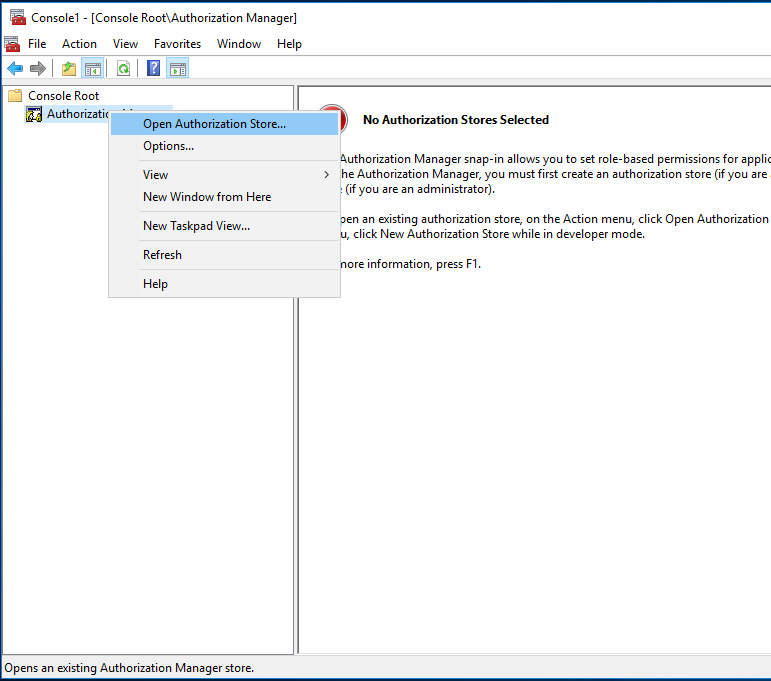 Console1 - [Console Root\Authorization Manager]
File Action View Favorites Window Help
Console Root
Open Authorization Store...
Options...
View
New Window from Here
New Taskpad View...
Refresh
Help
No Authorization Stores Selected
Authorization Manager snap-in allows you to set role-based permissions for
the Authorization Manager, you must first create an authorization store (if you are
(if you are an administrator).
an existing authorization store, on the Action menu, click Open Authorization
click New Authorization Store while in developer mode.
more information, press F1.
Opens an existing Authorization Manager store.